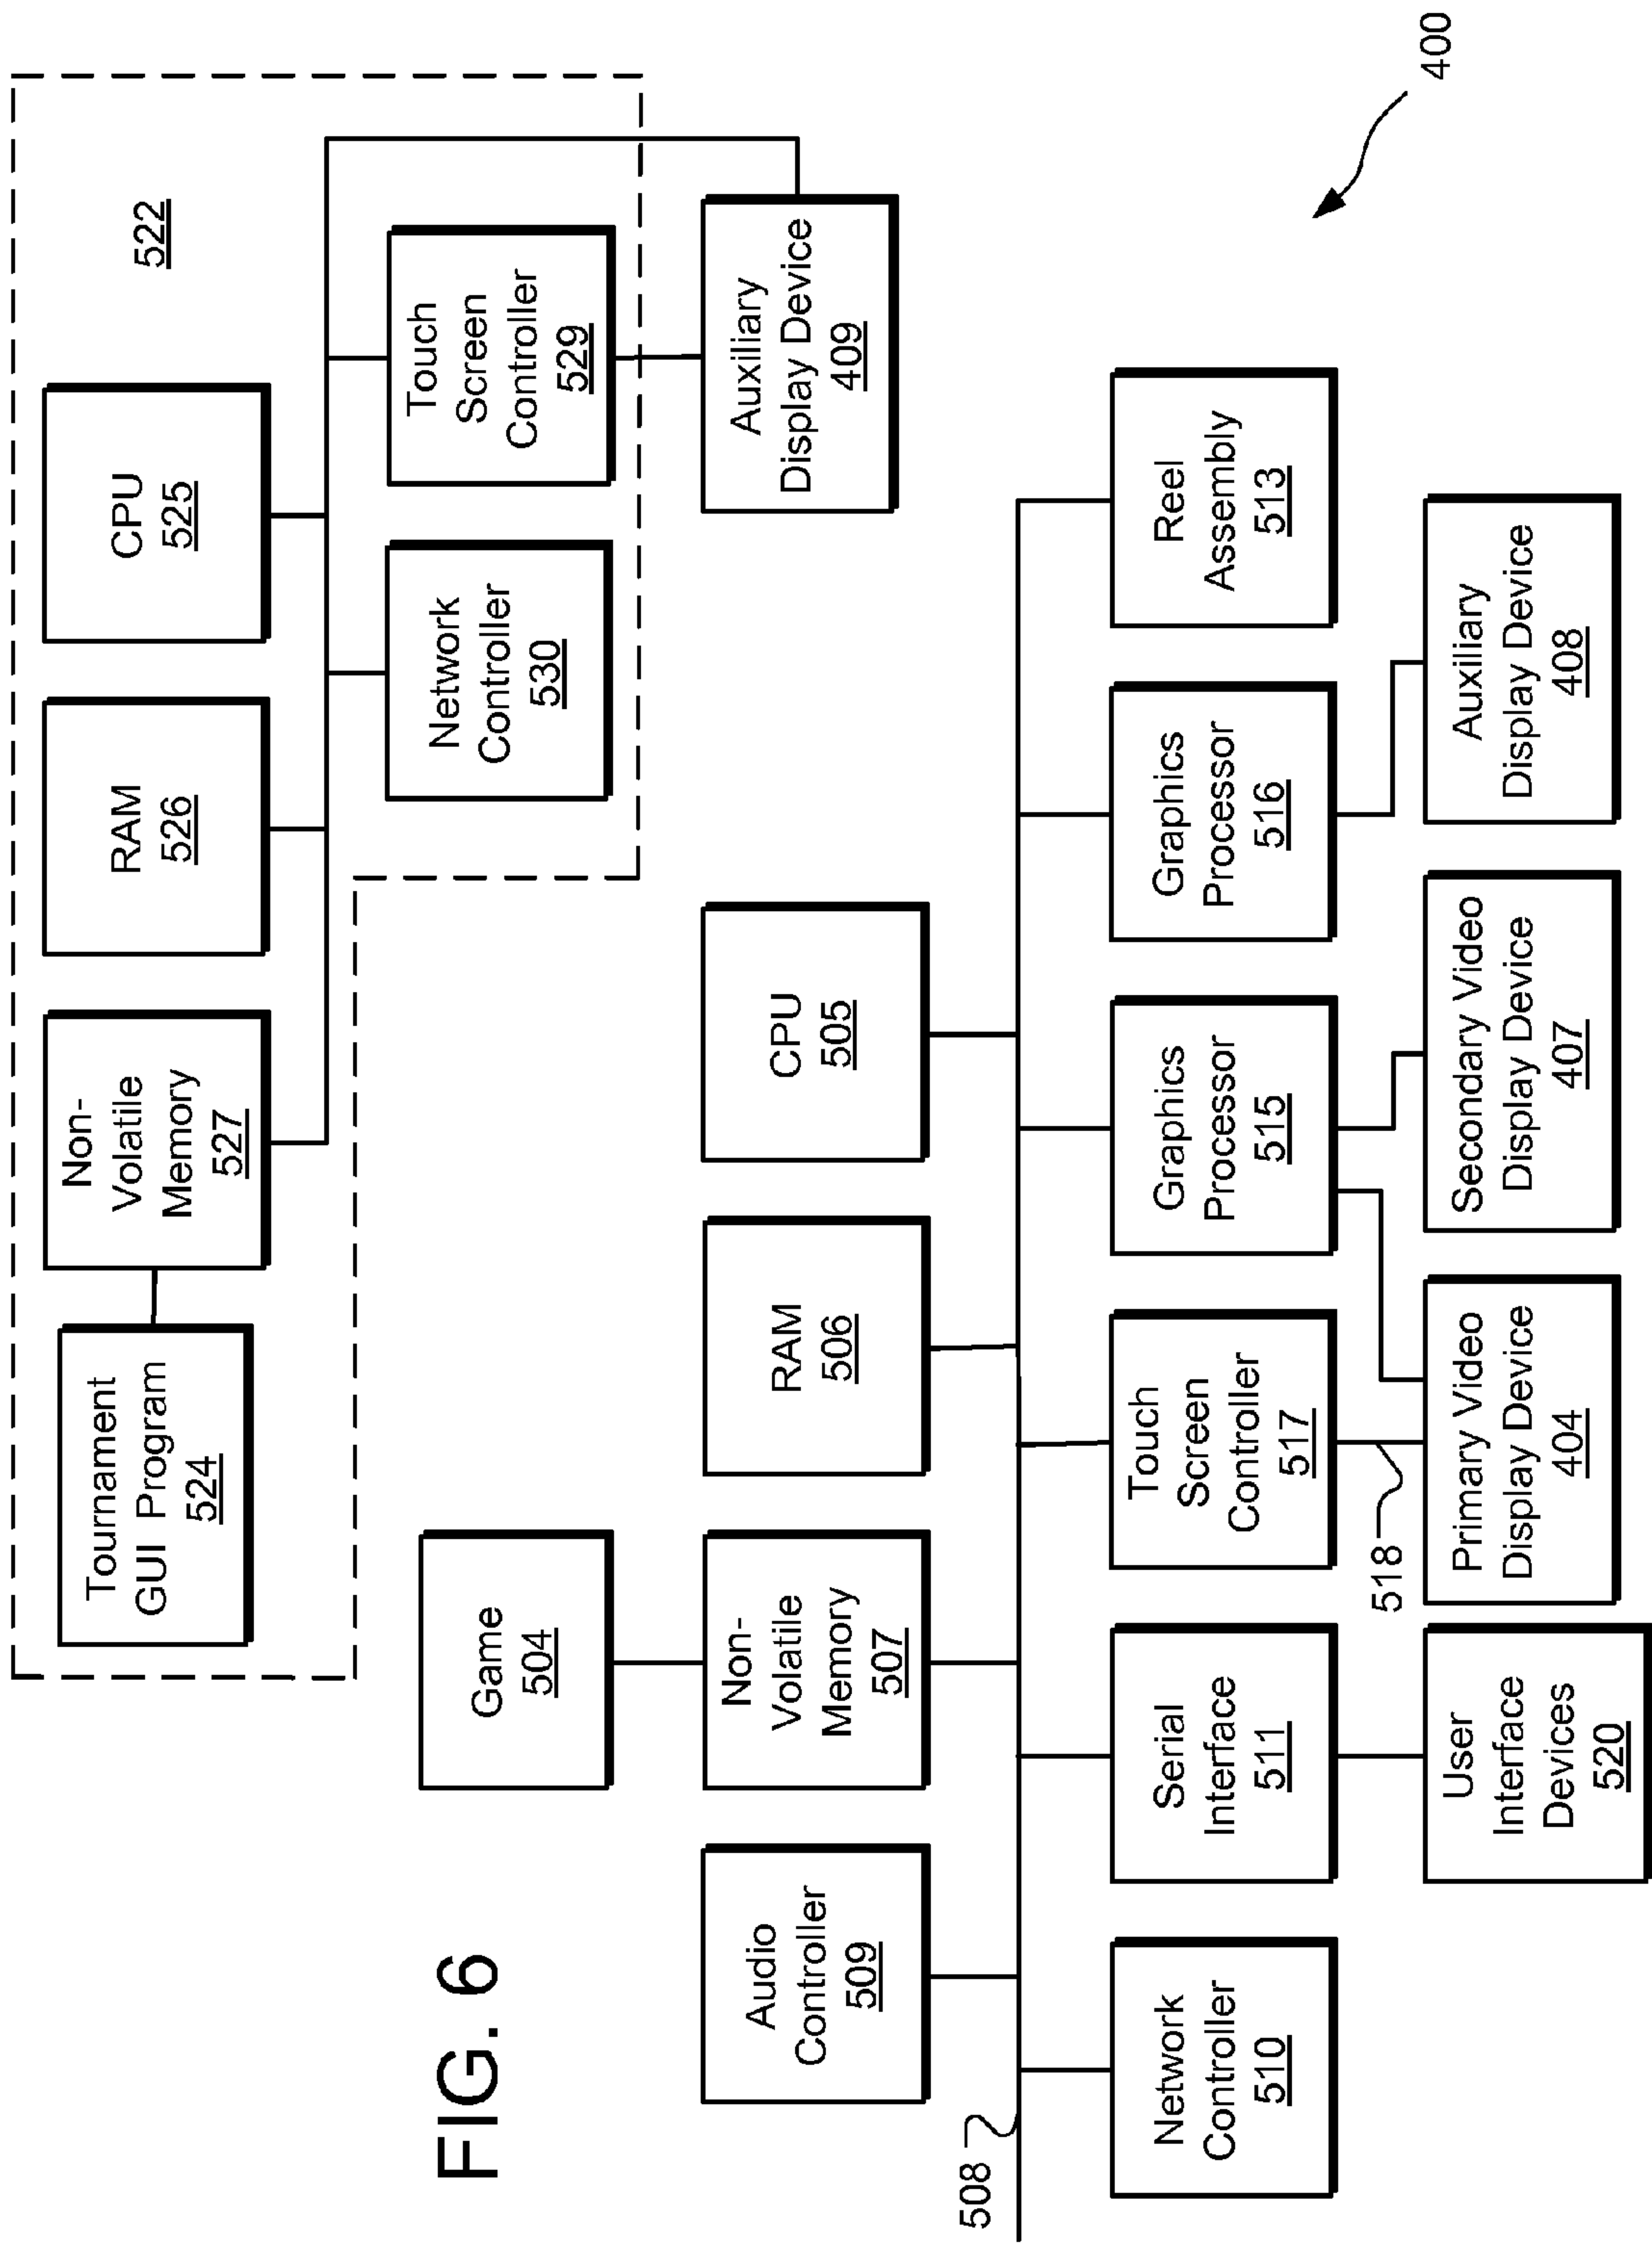 Tournament
GUI Program
524
Non-
Volatile
Memory
527
RAM
526
CPU
525
522
Network
Controller
530
Touch
Screen
Controller
529
Auxiliary
Display Device
409
FIG. 6
Game
504
Audio
Controller
509
Non-
Volatile
Memory
507
RAM
506
CPU
505
508
Network
Controller
510
Serial
Interface
511
Touch
Screen
Controller
517
Graphics
Processor
515
Graphics
Processor
516
Reel
Assembly
513
518
User
Interface
Devices
520
Primary Video
Display Device
404
Secondary Video
Display Device
407
Auxiliary
Display Device
408
400